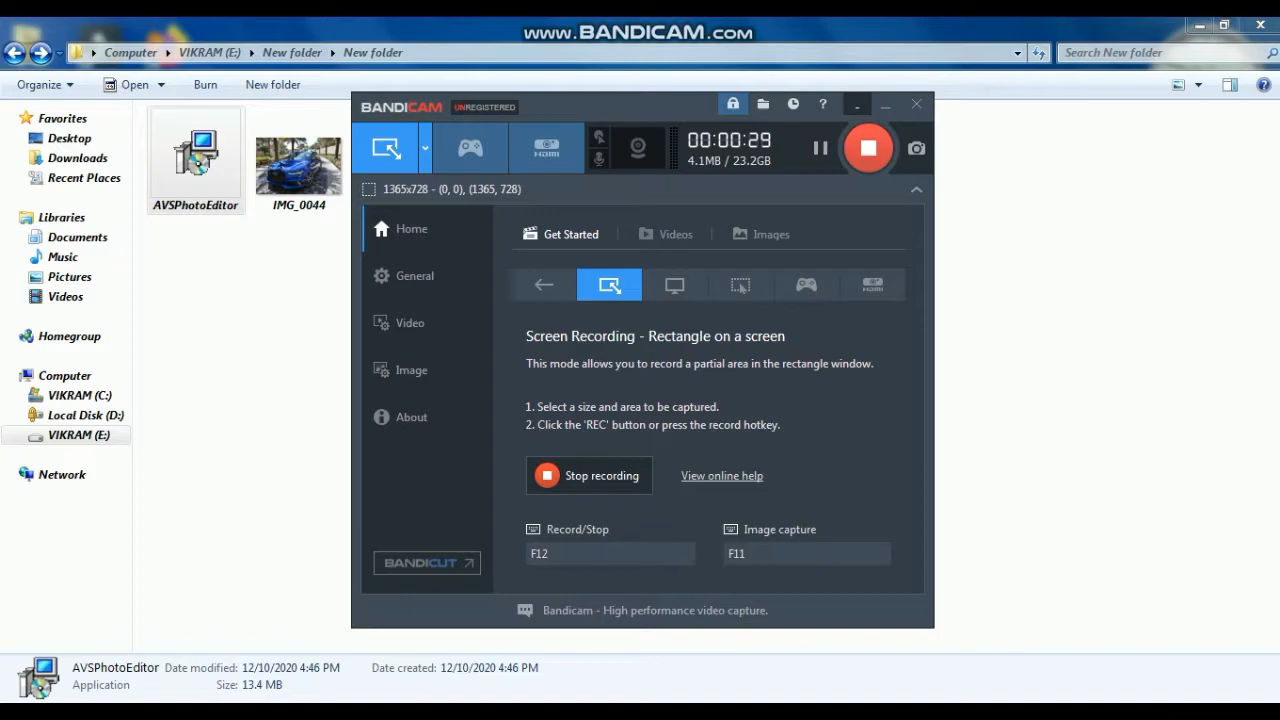 www.BANDICAM.com
Computer VIKRAM (E:) New folder New folder
Search New folder
Organize Open Burn New folder
Favorites
Desktop
Downloads
Recent Places
Libraries
Documents
Music
Pictures
Videos
Homegroup
Computer
VIKRAM (C:)
Local Disk (D:)
VIKRAM (E:)
Network
AVSPhotoEditor
IMG_0044
BANDICAM UNREGISTERED
?
HDMI
00:00:29
4.1MB / 23.2GB
1365x728 - (0, 0), (1365, 728)
Home
General
Video
Image
About
BANDICUT
Get Started Videos Images
HDMI
Screen Recording - Rectangle on a screen
This mode allows you to record a partial area in the rectangle window.
1. Select a size and area to be captured.
2. Click the 'REC' button or press the record hotkey.
Stop recording View online help
Record/Stop Image capture
F12 F11
Bandicam - High performance video capture.
AVSPhotoEditor Date modified: 12/10/2020 4:46 PM Date created: 12/10/2020 4:46 PM
Application Size: 13.4 MB